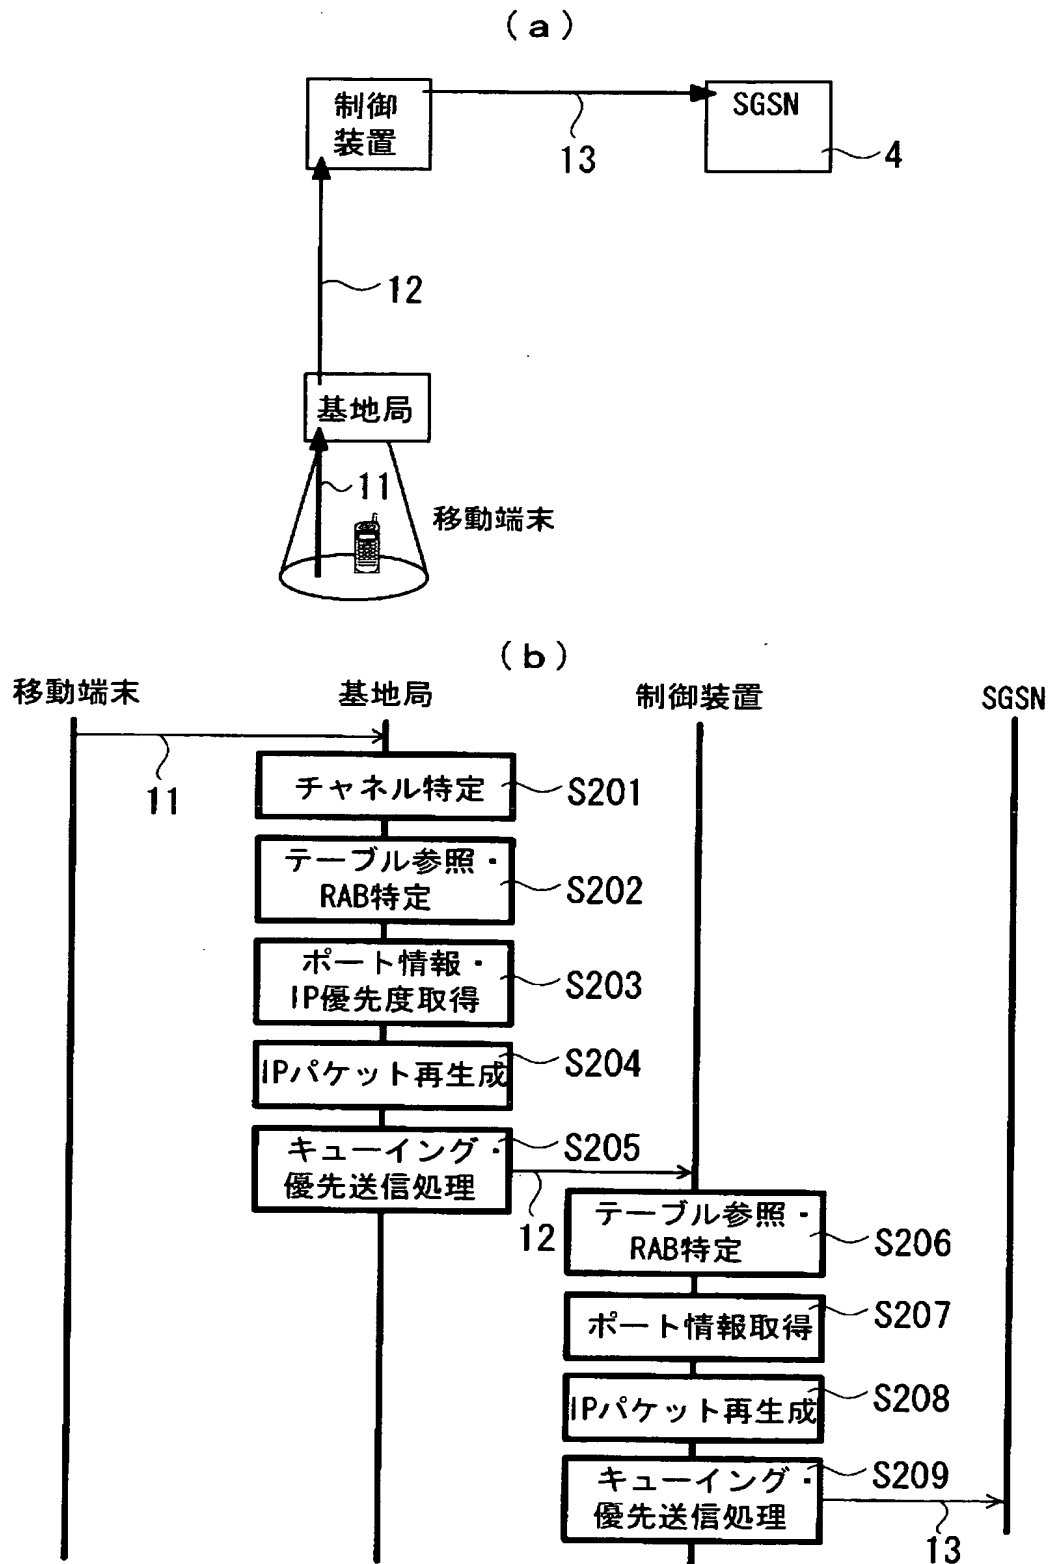 (a)
制御
装置
SGSN
13
4
12
基地局
11
移動端末
(b)
移動端末
基地局
制御装置
SGSN
11
チャネル特定
S201
テーブル参照・
RAB特定
S202
ポート情報・
IP優先度取得
S203
IPパケット再生成
S204
キューイング・
優先送信処理
S205
12
テーブル参照・
RAB特定
S206
ポート情報取得
S207
IPパケット再生成
S208
キューイング・
優先送信処理
S209
13